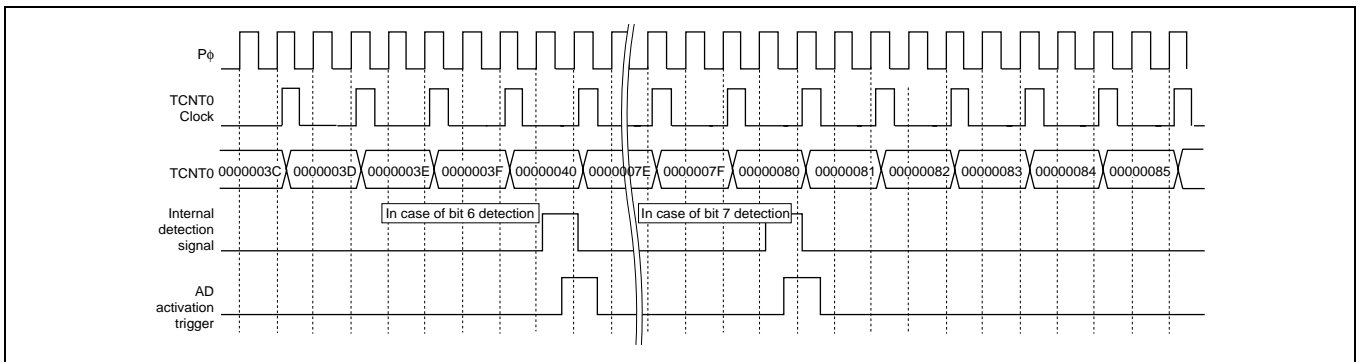 Pϕ
TCNT0
Clock
TCNT0 0000003C 0000003D 0000003E 0000003F 00000040 0000007E 0000007F 00000080 00000081 00000082 00000083 00000084 00000085
Internal
detection
signal
In case of bit 6 detection In case of bit 7 detection
AD
activation
trigger